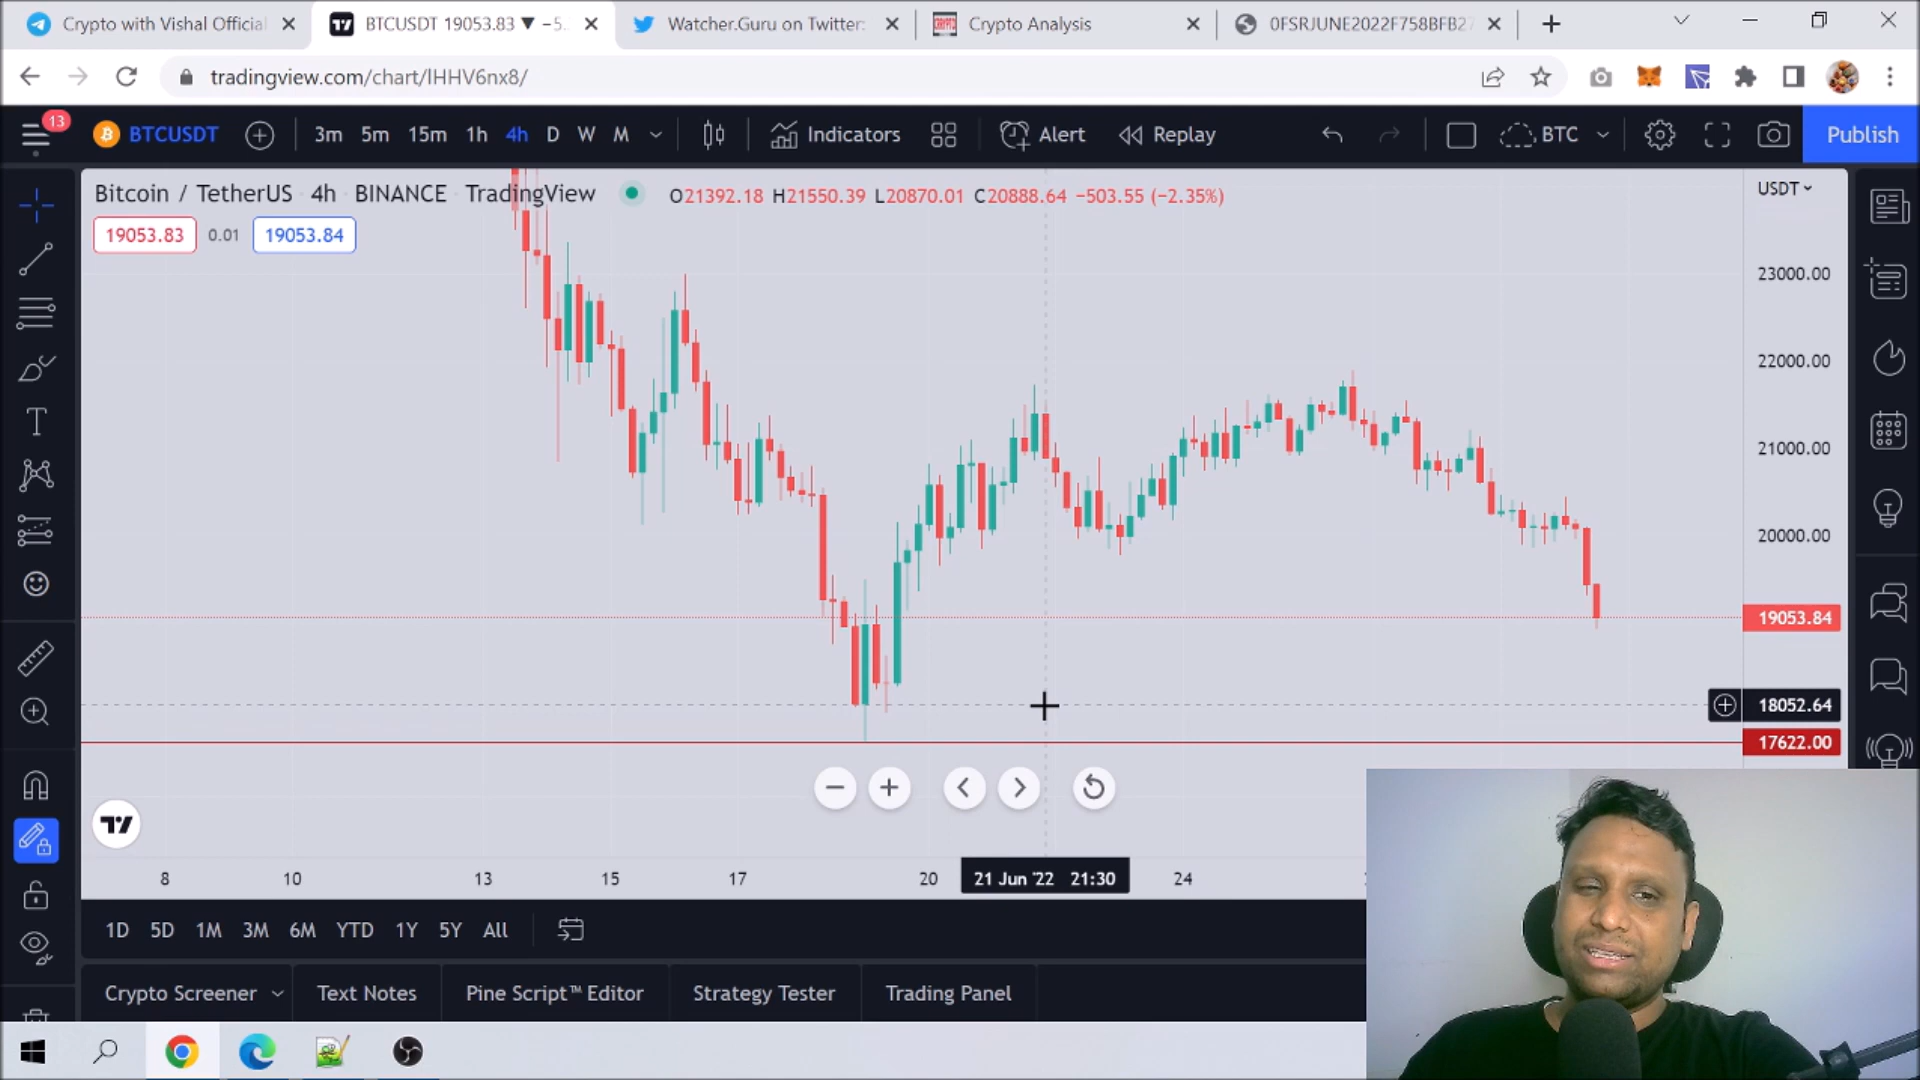 Crypto with Vishal Official
BTCUSDT 19053.83 ▼ −5..
Watcher.Guru on Twitter:
Crypto Analysis
0FSRJUNE2022F758BFB27
tradingview.com/chart/lHHV6nx8/
13
BTCUSDT
3m 5m 15m 1h 4h D W M
Indicators
Alert
Replay
BTC
Publish
Bitcoin / TetherUS 4h BINANCE TradingView
O21392.18 H21550.39 L20870.01 C20888.64 −503.55 (−2.35%)
USDT
19053.83 0.01 19053.84
23000.00
22000.00
21000.00
20000.00
19053.84
18052.64
17622.00
8 10 13 15 17 20 21 Jun '22 21:30 24
1D 5D 1M 3M 6M YTD 1Y 5Y All
Crypto Screener Text Notes Pine Script™ Editor Strategy Tester Trading Panel